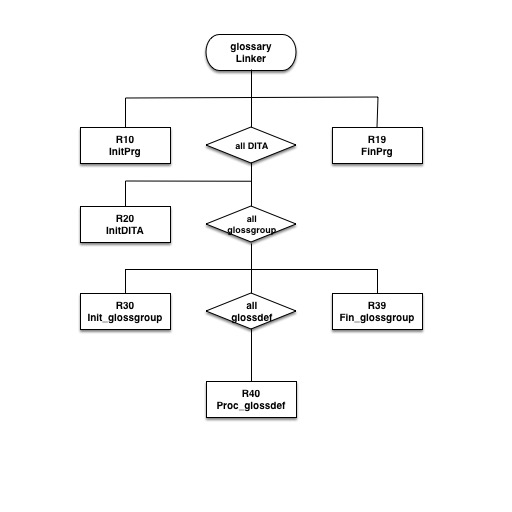 glossary
Linker
R10
InitPrg
all DITA
R19
FinPrg
R20
InitDITA
all
glossgroup
R30
Init_glossgroup
all
glossdef
R39
Fin_glossgroup
R40
Proc_glossdef